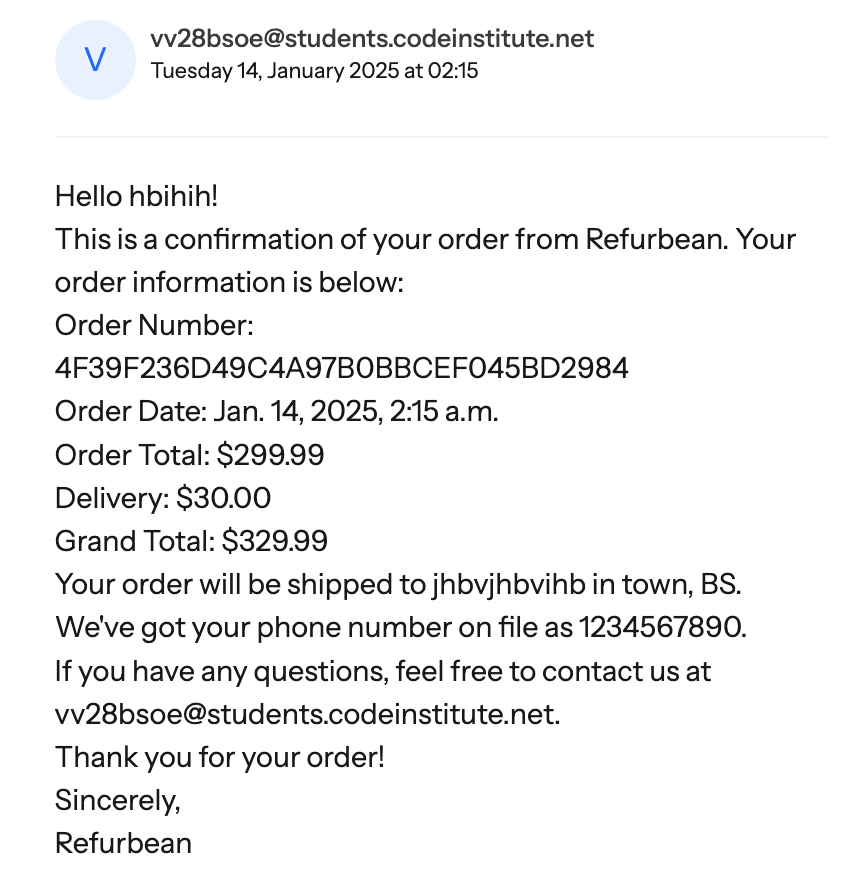 V
vv28bsoe@students.codeinstitute.net
Tuesday 14, January 2025 at 02:15
Hello hbihih!
This is a confirmation of your order from Refurbean. Your
order information is below:
Order Number:
4F39F236D49C4A97B0BBCEF045BD2984
Order Date: Jan. 14, 2025, 2:15 a.m.
Order Total: $299.99
Delivery: $30.00
Grand Total: $329.99
Your order will be shipped to jhbvjhbvihb in town, BS.
We've got your phone number on file as 1234567890.
If you have any questions, feel free to contact us at
vv28bsoe@students.codeinstitute.net.
Thank you for your order!
Sincerely,
Refurbean